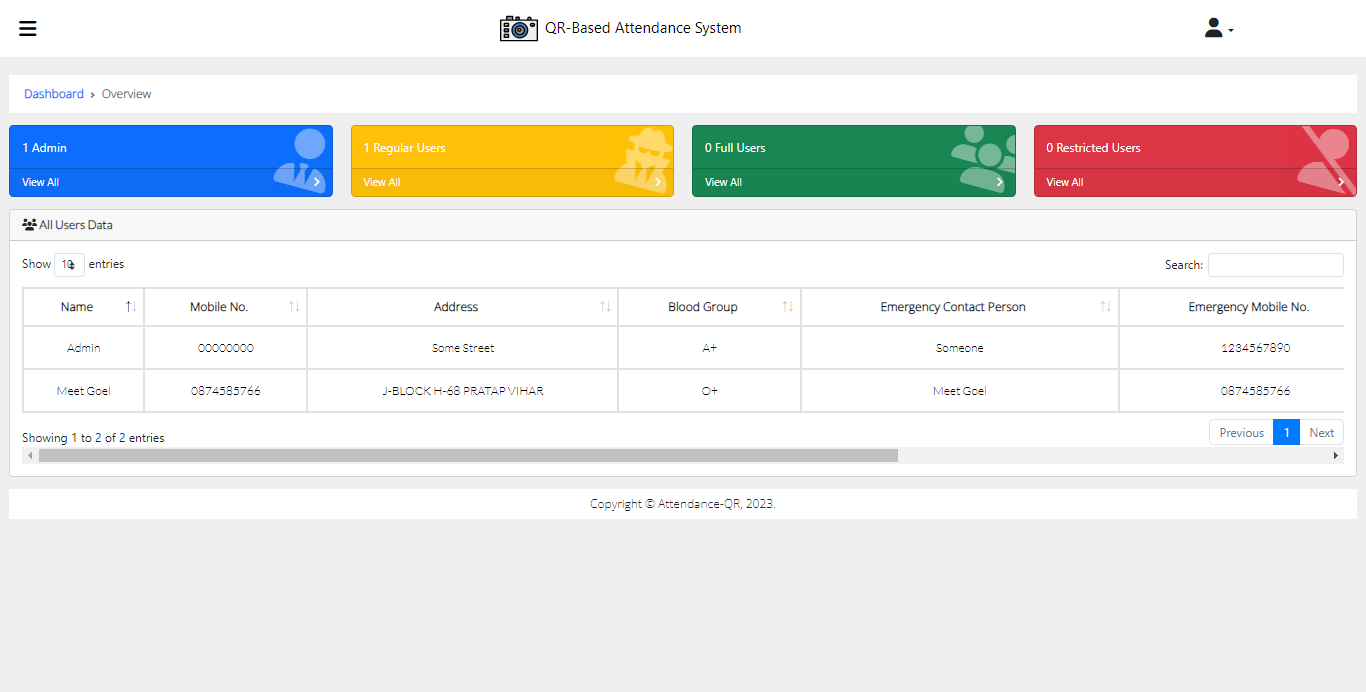 QR-Based Attendance System
Dashboard › Overview
1 Admin
View All
1 Regular Users
View All
0 Full Users
View All
0 Restricted Users
View All
All Users Data
Show 10 entries
Search:
Name Mobile No. Address Blood Group Emergency Contact Person Emergency Mobile No.
Admin 00000000 Some Street A+ Someone 1234567890
Meet Goel 0874585766 J-BLOCK H-68 PRATAP VIHAR O+ Meet Goel 0874585766
Showing 1 to 2 of 2 entries
Previous 1 Next
Copyright © Attendance-QR, 2023.